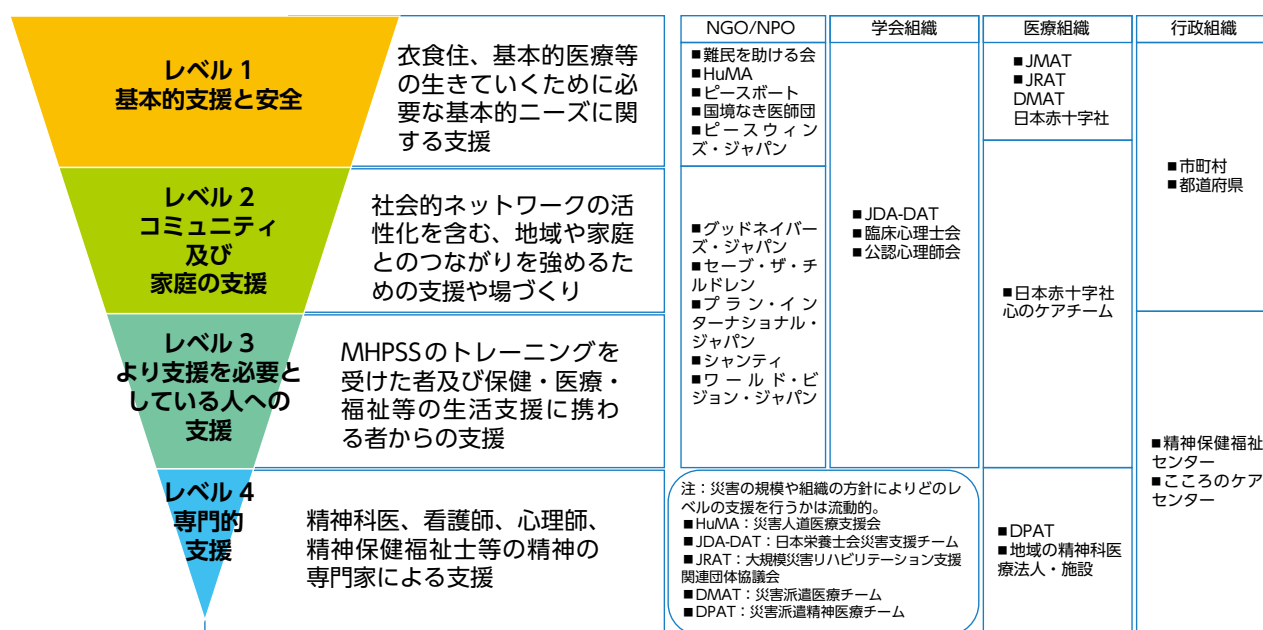 レベル 1
基本的支援と安全
衣食住、基本的医療等
の生きていくために必
要な基本的ニーズに関
する支援
レベル 2
コミュニティ
及び
家庭の支援
社会的ネットワークの活
性化を含む、地域や家庭
とのつながりを強めるた
めの支援や場づくり
レベル 3
より支援を必要と
している人への
支援
MHPSSのトレーニングを
受けた者及び保健・医療・
福祉等の生活支援に携わ
る者からの支援
レベル 4
専門的
支援
精神科医、看護師、心理師、
精神保健福祉士等の精神の
専門家による支援
NGO/NPO
■難民を助ける会
■HuMA
■ピースボート
■国境なき医師団
■ピースウィン
ズ・ジャパン
■グッドネイバー
ズ・ジャパン
■セーブ・ザ・チ
ルドレン
■プラン・イン
ターナショナル・
ジャパン
■シャンティ
■ワールド・ビ
ジョン・ジャパン
学会組織
■JDA-DAT
■臨床心理士会
■公認心理師会
医療組織
■JMAT
■JRAT
DMAT
日本赤十字社
■日本赤十字社
心のケアチーム
■DPAT
■地域の精神科医
療法人・施設
行政組織
■市町村
■都道府県
■精神保健福祉
センター
■こころのケア
センター
注：災害の規模や組織の方針によりどのレ
ベルの支援を行うかは流動的。
■HuMA：災害人道医療支援会
■JDA-DAT：日本栄養士会災害支援チーム
■JRAT：大規模災害リハビリテーション支援
関連団体協議会
■DMAT：災害派遣医療チーム
■DPAT：災害派遣精神医療チーム